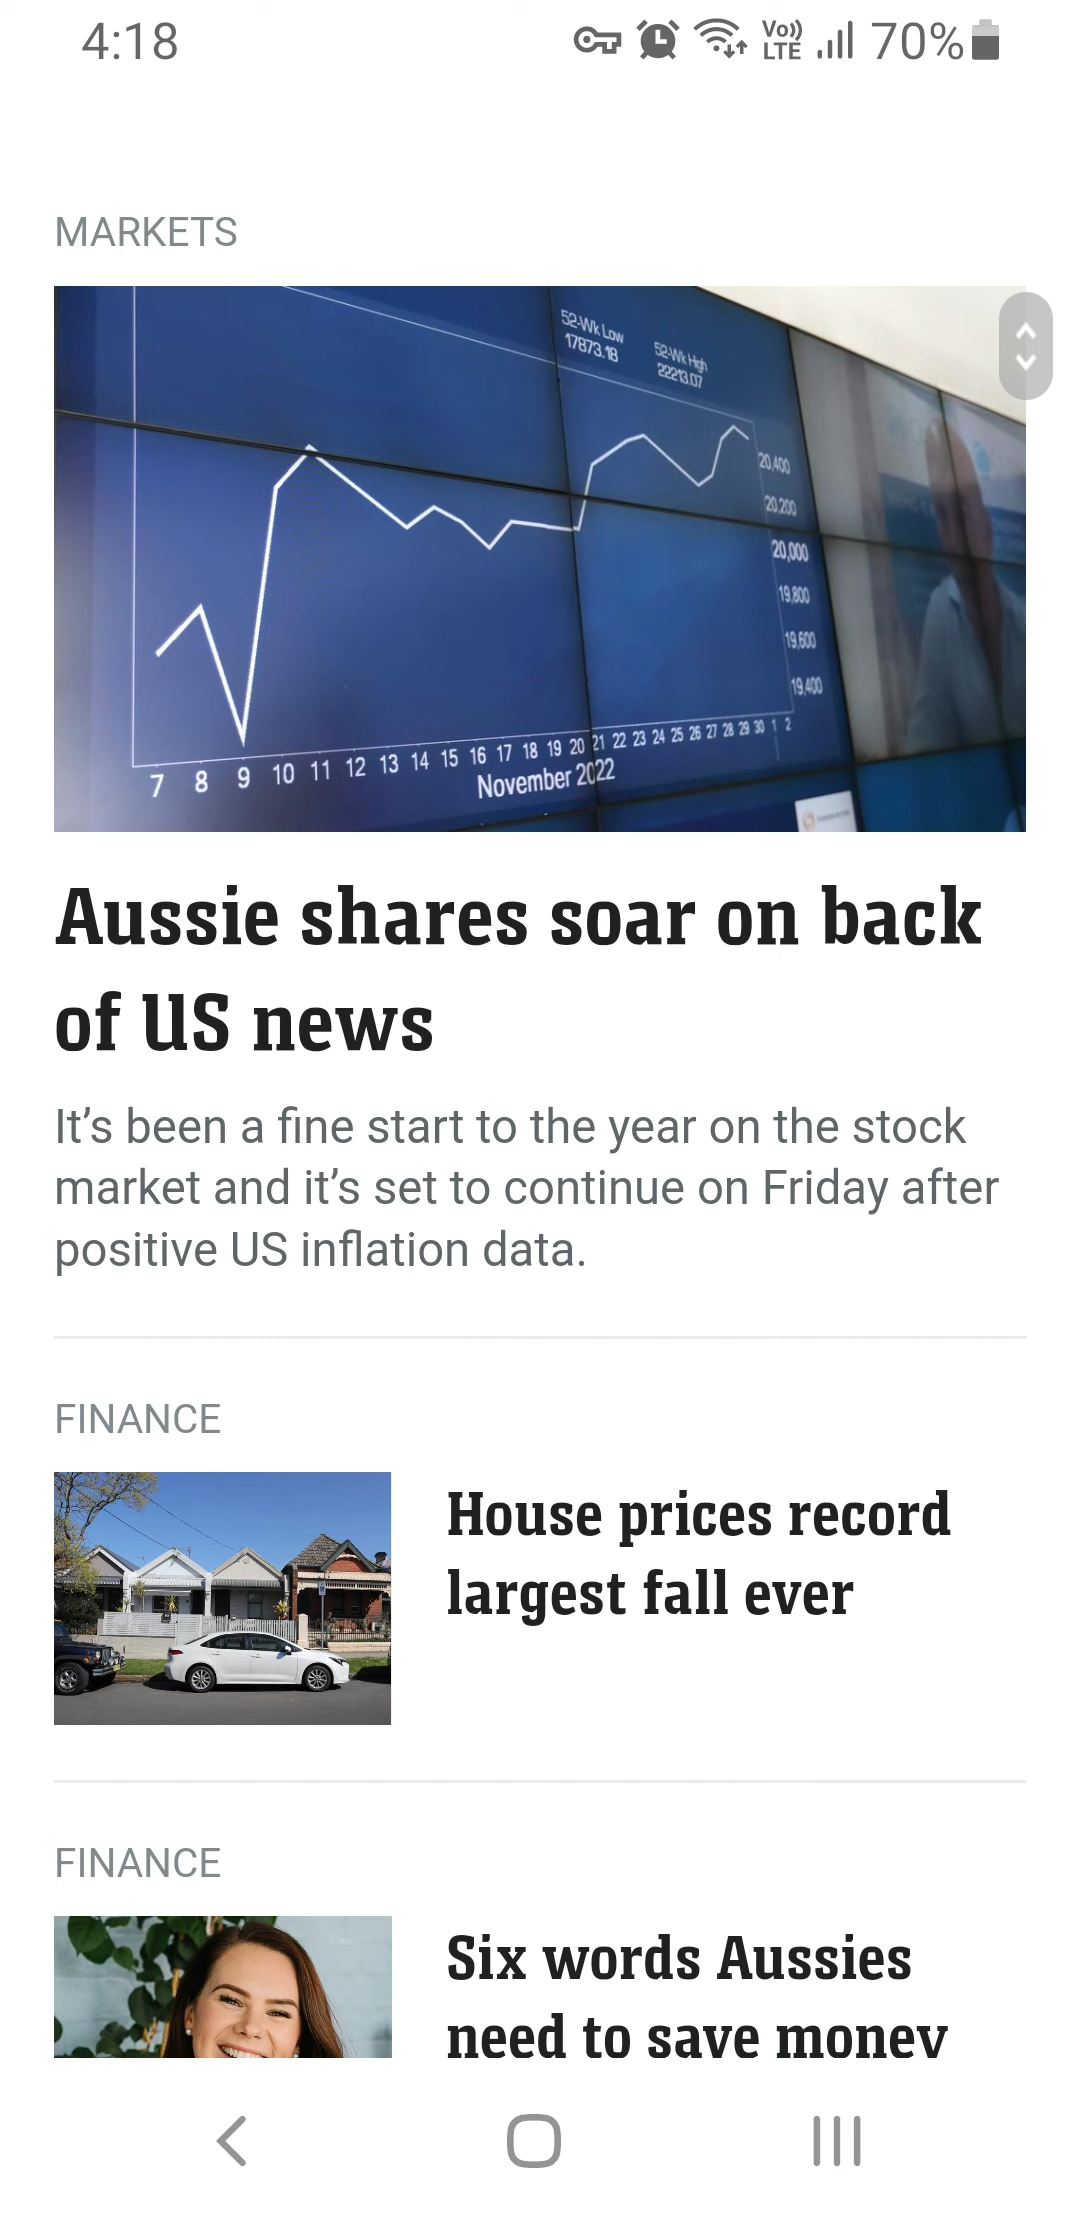 4:18
Vo)) LTE
70%
MARKETS
52-Wk Low
17873.18
52-Wk High
22213.07
20,400
20,200
20,000
19,800
19,600
19,400
7 8 9 10 11 12 13 14 15 16 17 18 19 20 21 22 23 24 25 26 27 28 29 30 1 2
November 2022
Aussie shares soar on back
of US news
It’s been a fine start to the year on the stock
market and it’s set to continue on Friday after
positive US inflation data.
FINANCE
House prices record
largest fall ever
FINANCE
Six words Aussies
need to save money